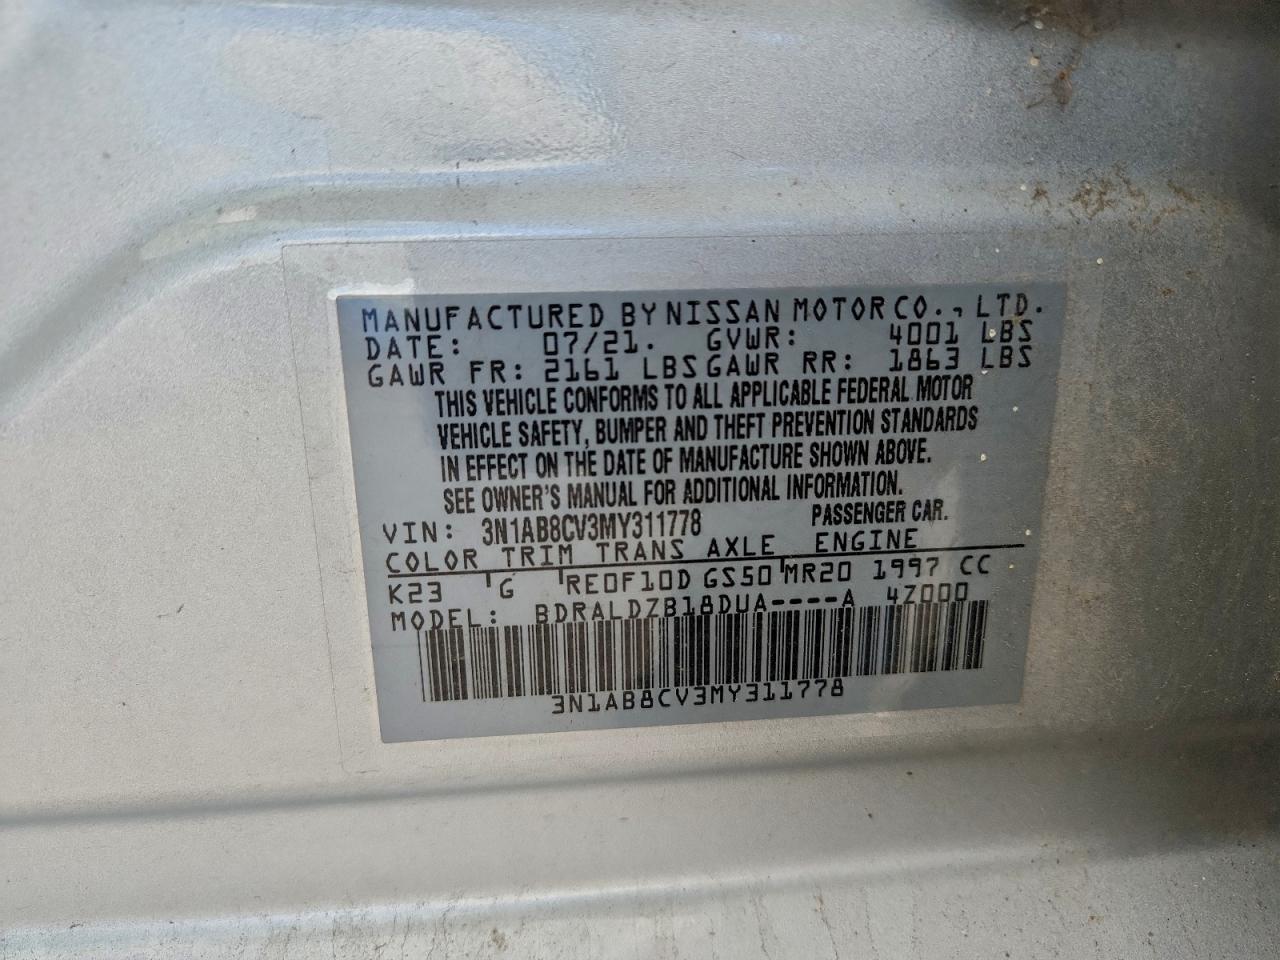 MANUFACTURED BY NISSAN MOTOR CO., LTD.
DATE: 07/21. GVWR: 4001 LBS
GAWR FR: 2161 LBS GAWR RR: 1863 LBS
THIS VEHICLE CONFORMS TO ALL APPLICABLE FEDERAL MOTOR
VEHICLE SAFETY, BUMPER AND THEFT PREVENTION STANDARDS
IN EFFECT ON THE DATE OF MANUFACTURE SHOWN ABOVE.
SEE OWNER'S MANUAL FOR ADDITIONAL INFORMATION.
VIN: 3N1AB8CV3MY311778 PASSENGER CAR.
COLOR TRIM TRANS AXLE ENGINE
K23 G RE0F10D GS50 MR20 1997 CC
MODEL: BDRALDZB18DUA----A 4Z000
3N1AB8CV3MY311778